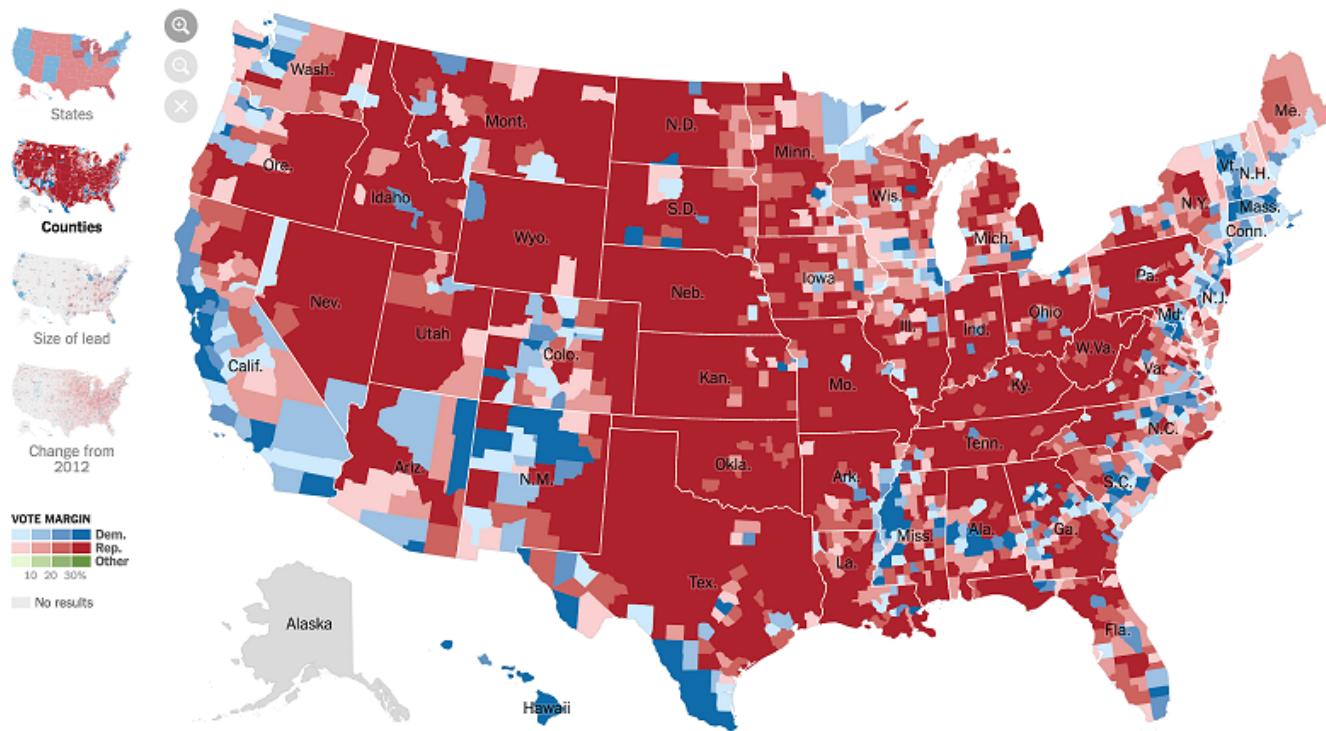 States
Counties
Size of lead
Change from
2012
VOTE MARGIN
Dem.
Rep.
Other
10 20 30%
No results
Wash.
Ore.
Calif.
Idaho
Nev.
Mont.
Wyo.
Utah
Ariz.
Colo.
N.M.
N.D.
S.D.
Neb.
Kan.
Okla.
Tex.
Minn.
Iowa
Mo.
Ark.
La.
Wis.
Ill.
Mich.
Ind.
Ohio
Ky.
Tenn.
Miss.
Ala.
Ga.
Fla.
S.C.
N.C.
Va.
W.Va.
Md.
Pa.
N.J.
N.Y.
Conn.
Mass.
Vt.
N.H.
Me.
Alaska
Hawaii